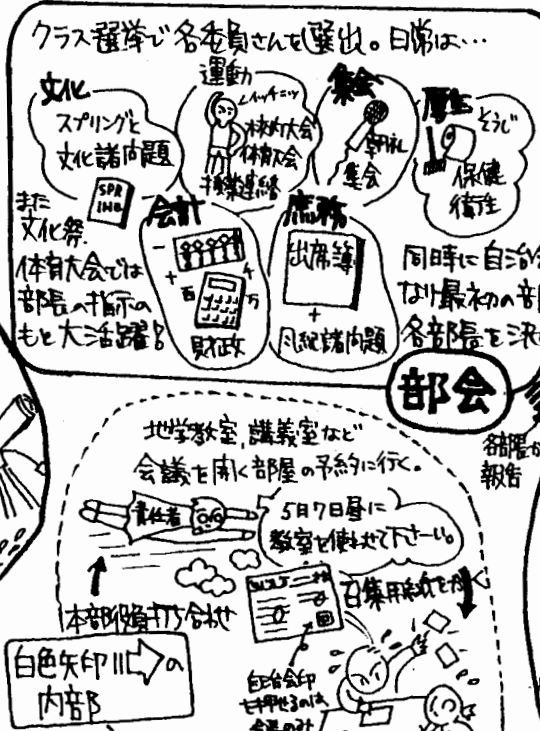 クラス選挙で各委員さんを選出。日常は…
文化
スプリングと
文化諸問題
SPR
ING
運動
イッチニッ
校内大会
体育大会
授業連絡
集会
朝礼
集会
厚生
そうじ
保健
衛生
また
文化祭、
体育大会では
部長の指示の
もと大活躍!!
会計
－
＋
百
千
万
財政
庶務
出席簿
＋
風紀諸問題
同時に自治会
なり最初の部
各部長を決
部会
各部長が
報告
地学教室、講義室など
会議を開く部屋の予約に行く。
責任者
5月7日昼に
教室を使わせて下さーい。
本部役員打ち合わせ
召集用紙を
白色矢印⇨の
内部
自治会印
を押せるのは